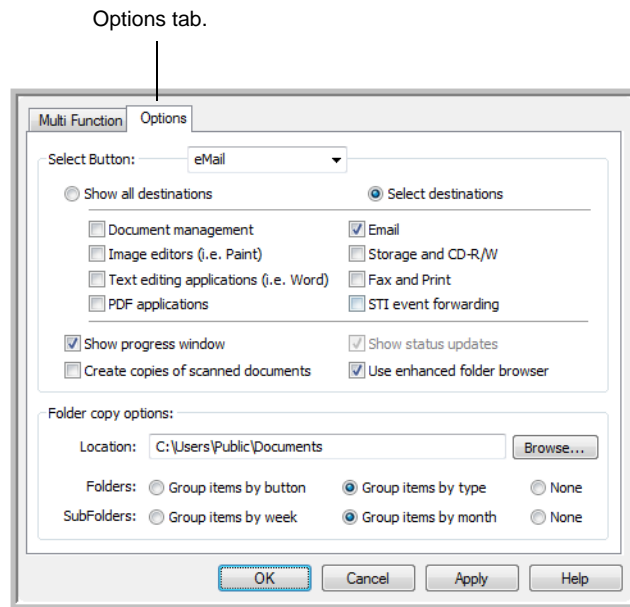 Options tab.
Multi Function Options
Select Button: eMail
Show all destinations Select destinations
Document management Email
Image editors (i.e. Paint) Storage and CD-R/W
Text editing applications (i.e. Word) Fax and Print
PDF applications STI event forwarding
Show progress window Show status updates
Create copies of scanned documents Use enhanced folder browser
Folder copy options:
Location: C:\Users\Public\Documents Browse...
Folders: Group items by button Group items by type None
SubFolders: Group items by week Group items by month None
OK Cancel Apply Help